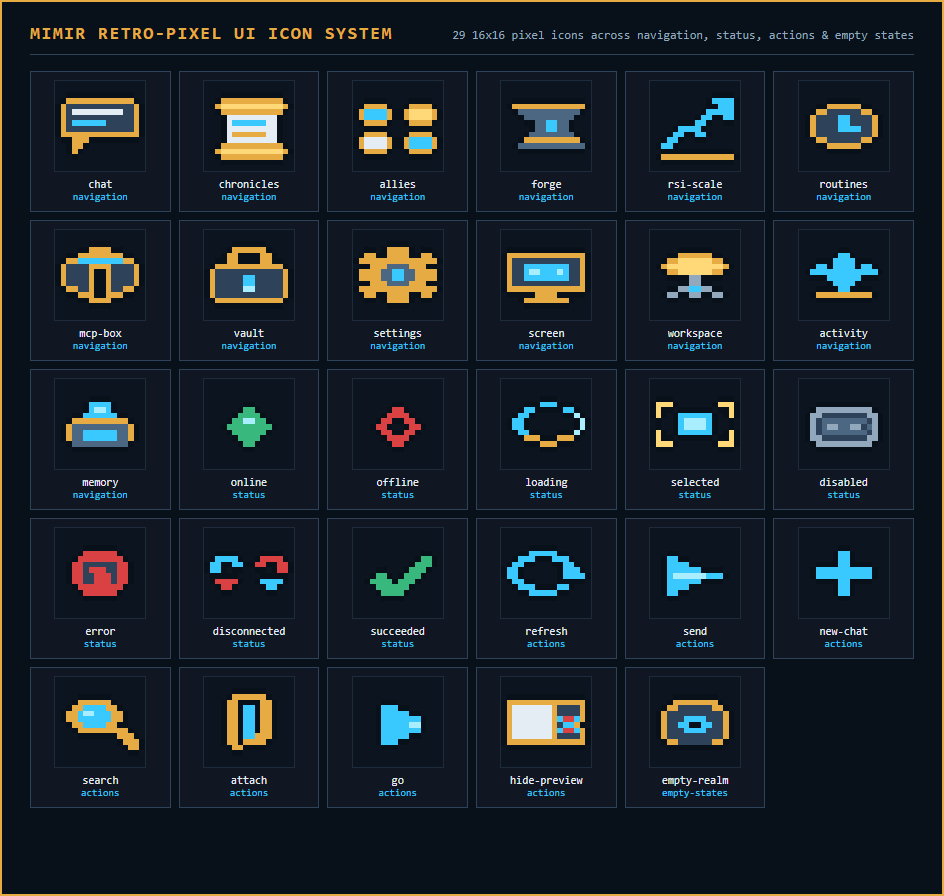 MIMIR RETRO-PIXEL UI ICON SYSTEM
29 16x16 pixel icons across navigation, status, actions & empty states
chat
navigation
chronicles
navigation
allies
navigation
forge
navigation
rsi-scale
navigation
routines
navigation
mcp-box
navigation
vault
navigation
settings
navigation
screen
navigation
workspace
navigation
activity
navigation
memory
navigation
online
status
offline
status
loading
status
selected
status
disabled
status
error
status
disconnected
status
succeeded
status
refresh
actions
send
actions
new-chat
actions
search
actions
attach
actions
go
actions
hide-preview
actions
empty-realm
empty-states